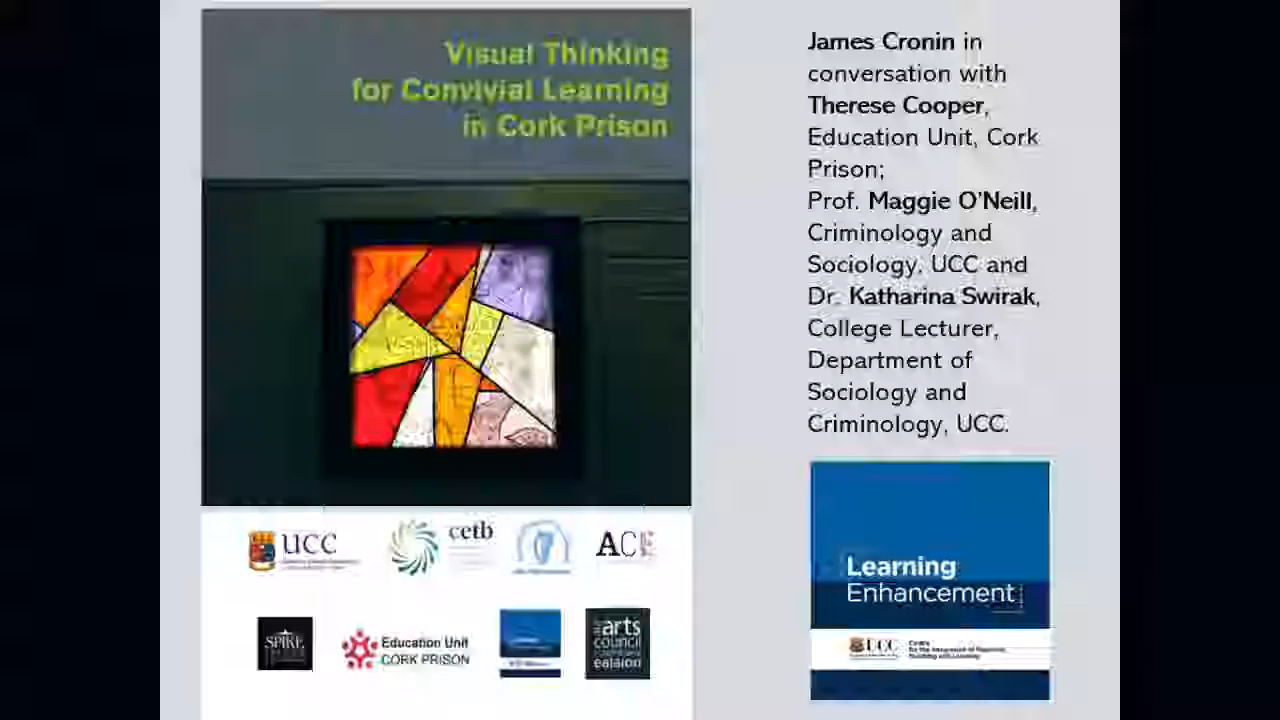 Visual Thinking
for Convivial Learning
in Cork Prison
James Cronin in
conversation with
Therese Cooper,
Education Unit, Cork
Prison;
Prof. Maggie O'Neill,
Criminology and
Sociology, UCC and
Dr. Katharina Swirak,
College Lecturer,
Department of
Sociology and
Criminology, UCC.
UCC
cetb
ACE
SPIRE
Education Unit
CORK PRISON
arts
council
ealaíon
Learning
Enhancement
UCC